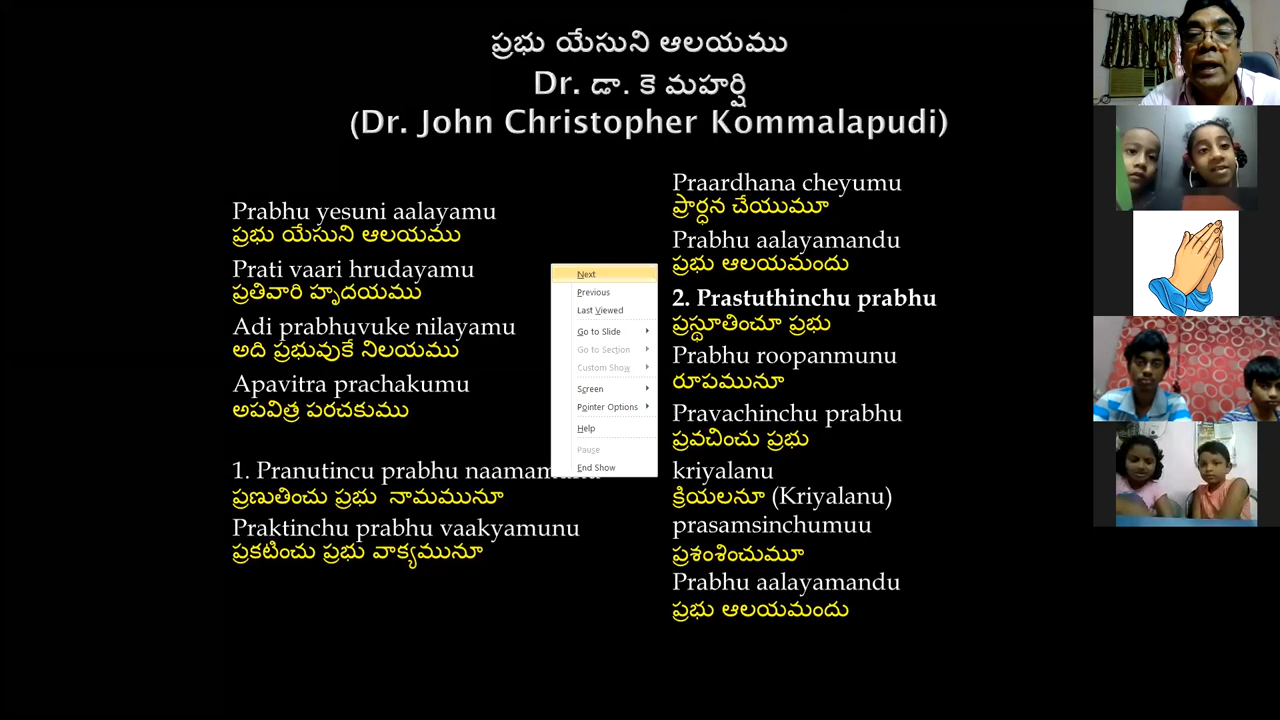 ప్రభు యేసుని ఆలయము
Dr. డా. కె మహర్షి
(Dr. John Christopher Kommalapudi)
Prabhu yesuni aalayamu
ప్రభు యేసుని ఆలయము
Prati vaari hrudayamu
ప్రతివారి హృదయము
Adi prabhuvuke nilayamu
అది ప్రభువుకే నిలయము
Apavitra prachakumu
అపవిత్ర పరచకుము
1. Pranutincu prabhu
ప్రణుతించు ప్రభు నామమునూ
Praktinchu prabhu vaakyamunu
ప్రకటించు ప్రభు వాక్యమునూ
Praardhana cheyumu
ప్రార్ధన చేయుమూ
Prabhu aalayamandu
ప్రభు ఆలయమందు
2. Prastuthinchu prabhu
ప్రస్థూతించూ ప్రభు
Prabhu roopanmunu
రూపమునూ
Pravachinchu prabhu
ప్రవచించు ప్రభు
kriyalanu
క్రియలనూ (Kriyalanu)
prasamsinchumuu
ప్రశంశించుమూ
Prabhu aalayamandu
ప్రభు ఆలయమందు
Next
Previous
Last Viewed
Go to Slide
Go to Section
Custom Show
Screen
Pointer Options
Help
Pause
End Show